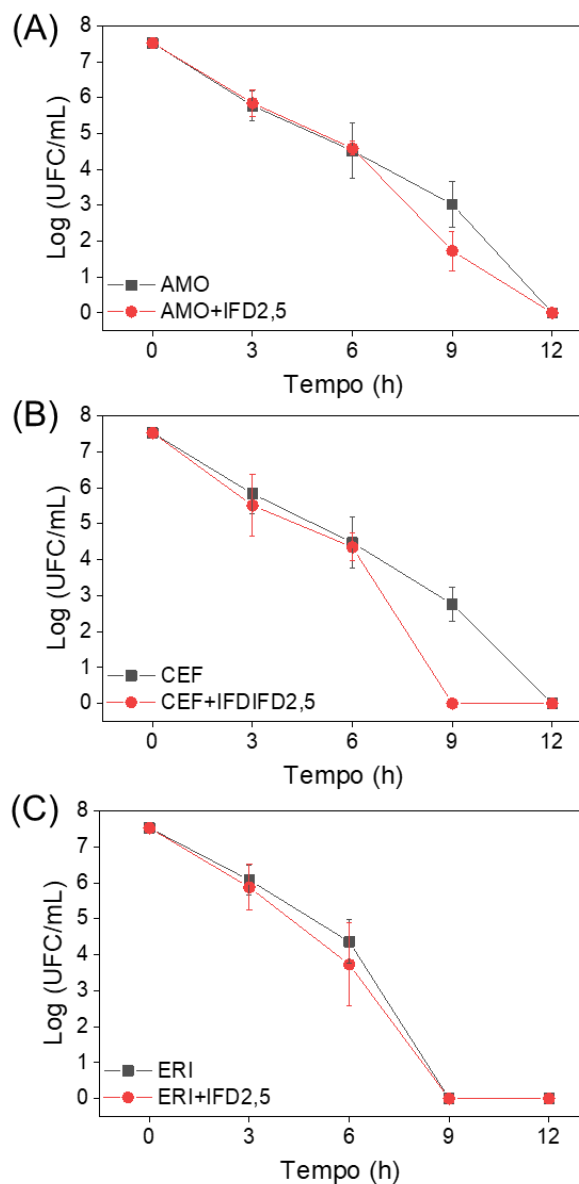 (A)
8
7
6
5
4
3
2
1
0
Log (UFC/mL)
AMO
AMO+IFD2,5
0 3 6 9 12
Tempo (h)
(B)
8
7
6
5
4
3
2
1
0
Log (UFC/mL)
CEF
CEF+IFDIFD2,5
0 3 6 9 12
Tempo (h)
(C)
8
7
6
5
4
3
2
1
0
Log (UFC/mL)
ERI
ERI+IFD2,5
0 3 6 9 12
Tempo (h)